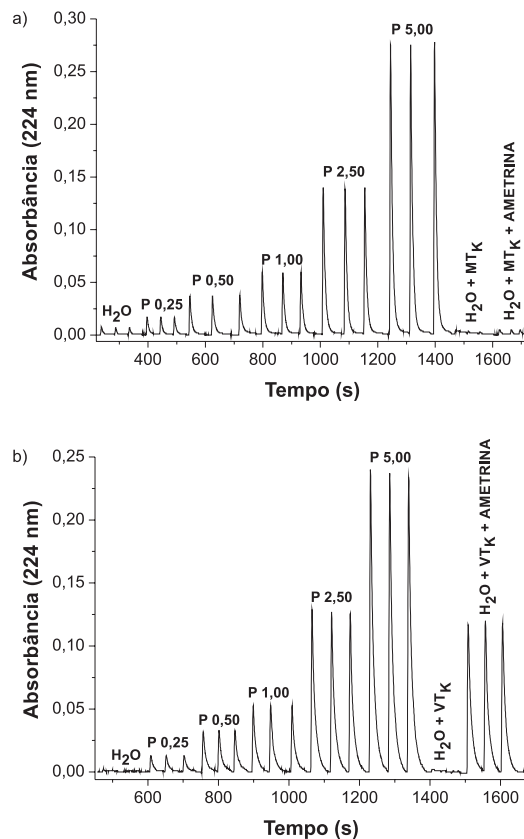 a)
0,30
0,25
0,20
0,15
0,10
0,05
0,00
Absorbância (224 nm)
H2O
P 0,25
P 0,50
P 1,00
P 2,50
P 5,00
H2O + MTK
H2O + MTK + AMETRINA
400 600 800 1000 1200 1400 1600
Tempo (s)
b)
0,25
0,20
0,15
0,10
0,05
0,00
Absorbância (224 nm)
H2O
P 0,25
P 0,50
P 1,00
P 2,50
P 5,00
H2O + VTK
H2O + VTK + AMETRINA
600 800 1000 1200 1400 1600
Tempo (s)